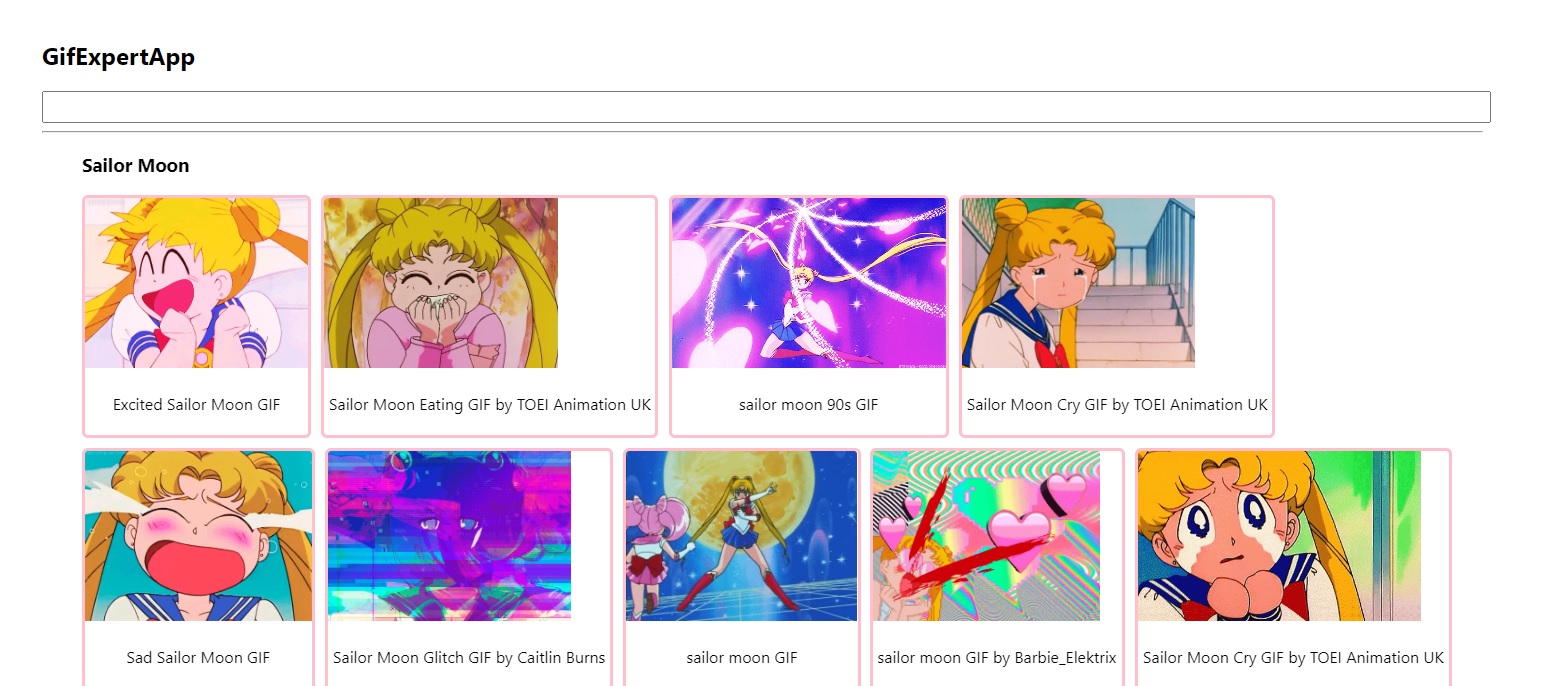 GifExpertApp
Sailor Moon
Excited Sailor Moon GIF
Sailor Moon Eating GIF by TOEI Animation UK
sailor moon 90s GIF
Sailor Moon Cry GIF by TOEI Animation UK
Sad Sailor Moon GIF
Sailor Moon Glitch GIF by Caitlin Burns
sailor moon GIF
sailor moon GIF by Barbie_Elektrix
Sailor Moon Cry GIF by TOEI Animation UK